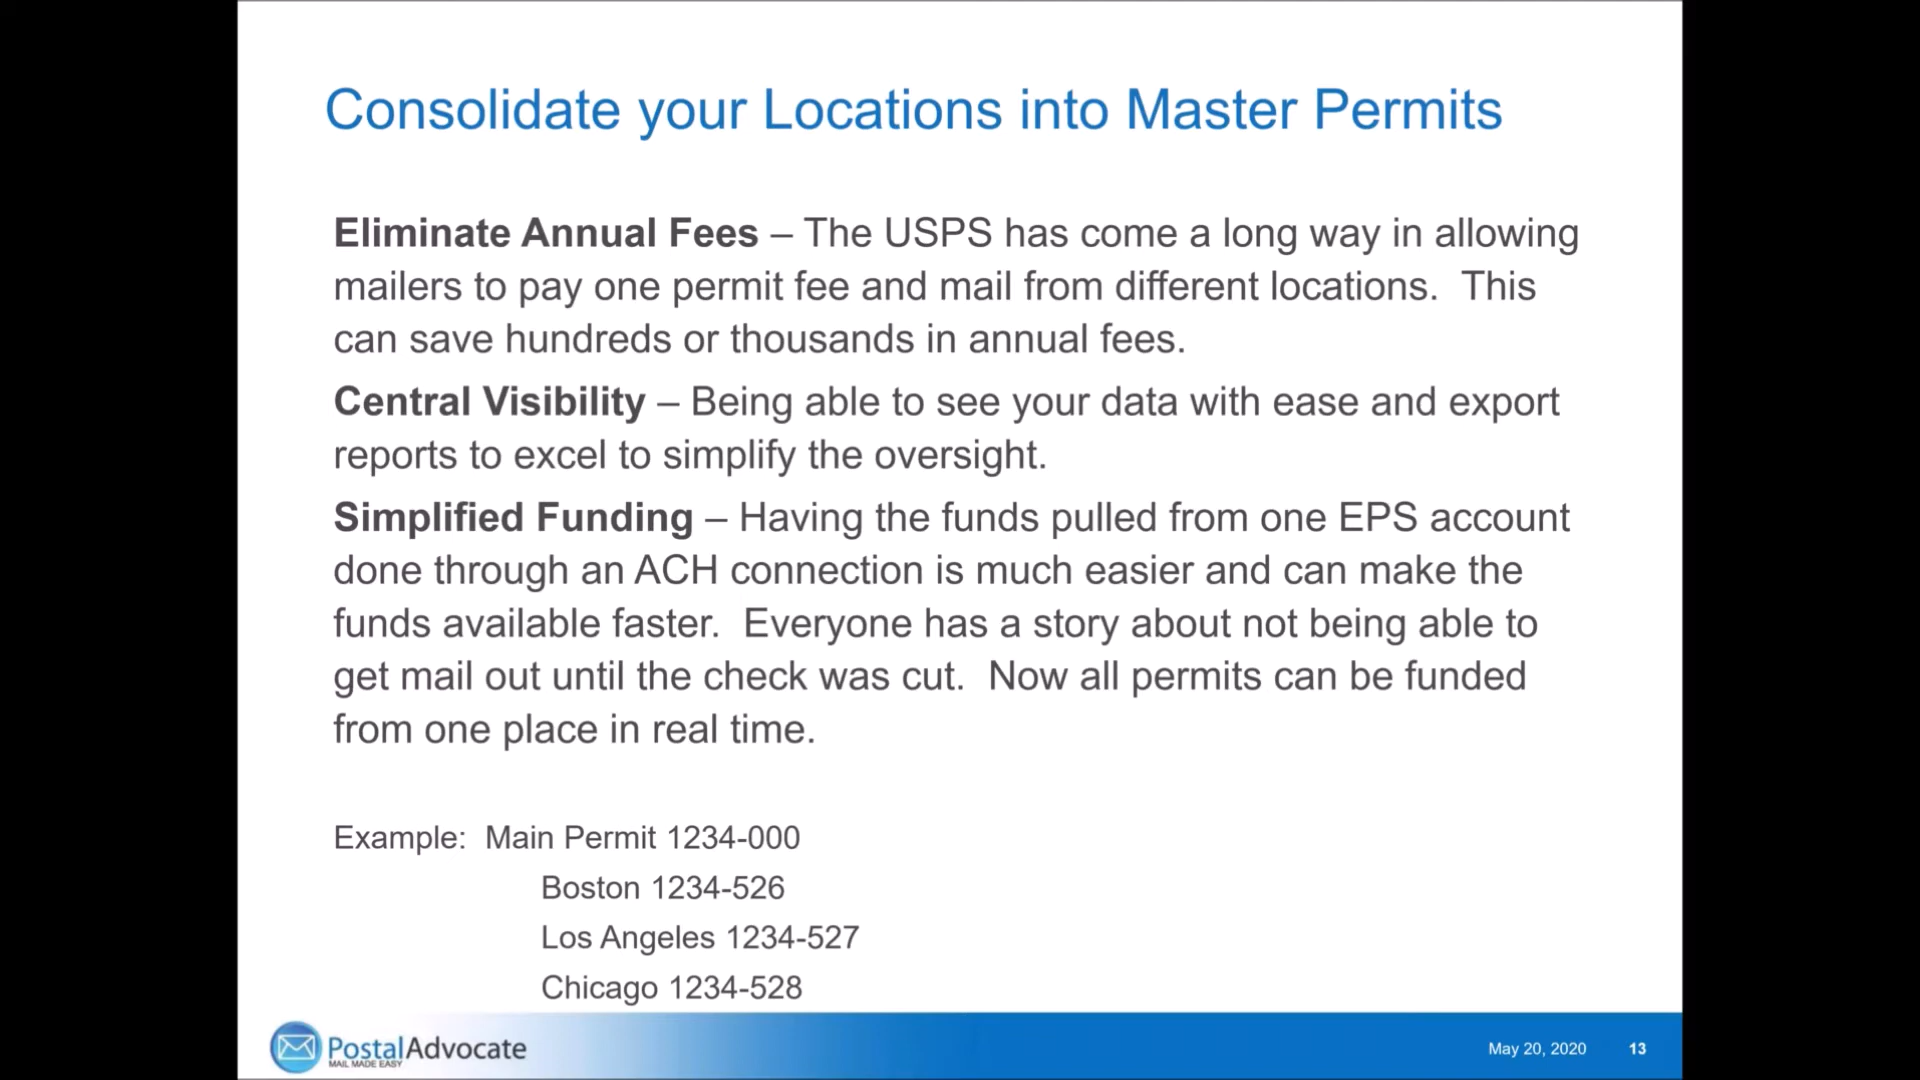 Consolidate your Locations into Master Permits
Eliminate Annual Fees – The USPS has come a long way in allowing
mailers to pay one permit fee and mail from different locations.  This
can save hundreds or thousands in annual fees.
Central Visibility – Being able to see your data with ease and export
reports to excel to simplify the oversight.
Simplified Funding – Having the funds pulled from one EPS account
done through an ACH connection is much easier and can make the
funds available faster.  Everyone has a story about not being able to
get mail out until the check was cut.  Now all permits can be funded
from one place in real time.
Example:  Main Permit 1234-000
Boston 1234-526
Los Angeles 1234-527
Chicago 1234-528
PostalAdvocate
MAIL MADE EASY
May 20, 2020 13